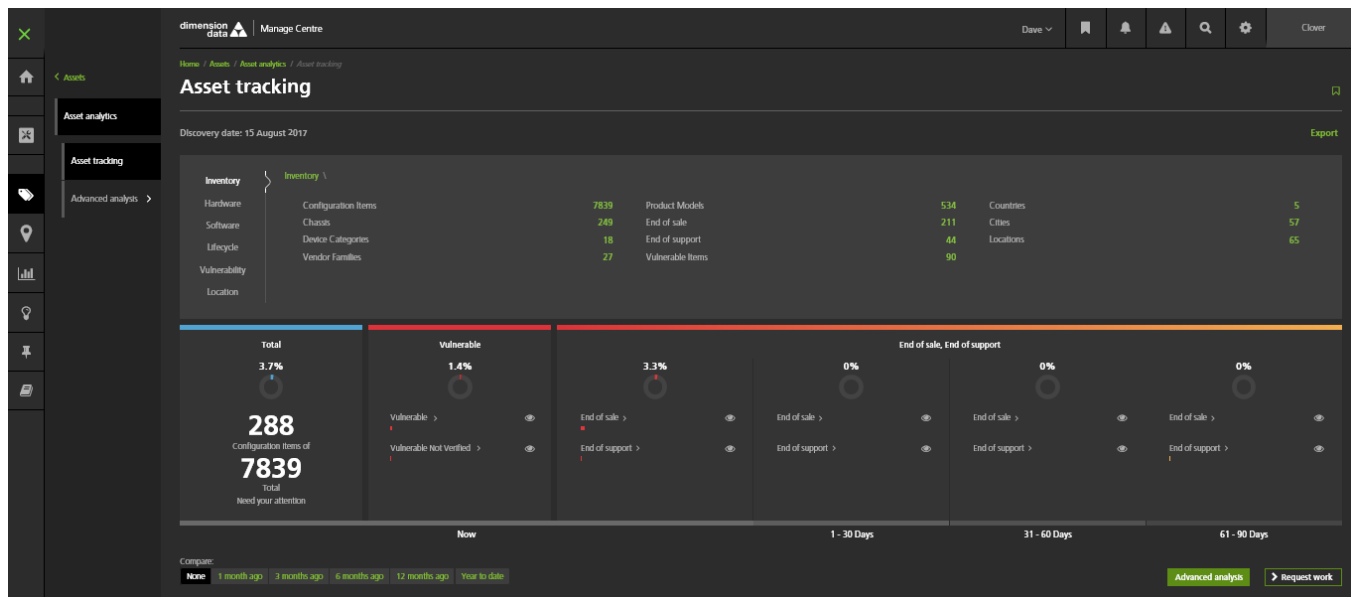 dimension data Manage Centre
Dave
Clover
Assets
Asset analytics
Asset tracking
Advanced analysis
Home / Assets / Asset analytics / Asset tracking
Asset tracking
Discovery date: 15 August 2017
Export
Inventory
Hardware
Software
Lifecycle
Vulnerability
Location
Inventory \
Configuration Items 7839
Chassis 249
Device Categories 18
Vendor Families 27
Product Models 534
End of sale 211
End of support 44
Vulnerable Items 90
Countries 5
Cities 57
Locations 65
Total
3.7%
288
Configuration Items of
7839
Total
Need your attention
Vulnerable
1.4%
Vulnerable >
Vulnerable Not Verified >
End of sale, End of support
3.3%
End of sale >
End of support >
0%
End of sale >
End of support >
0%
End of sale >
End of support >
0%
End of sale >
End of support >
Now
1 - 30 Days
31 - 60 Days
61 - 90 Days
Compare:
None 1 month ago 3 months ago 6 months ago 12 months ago Year to date
Advanced analysis
Request work